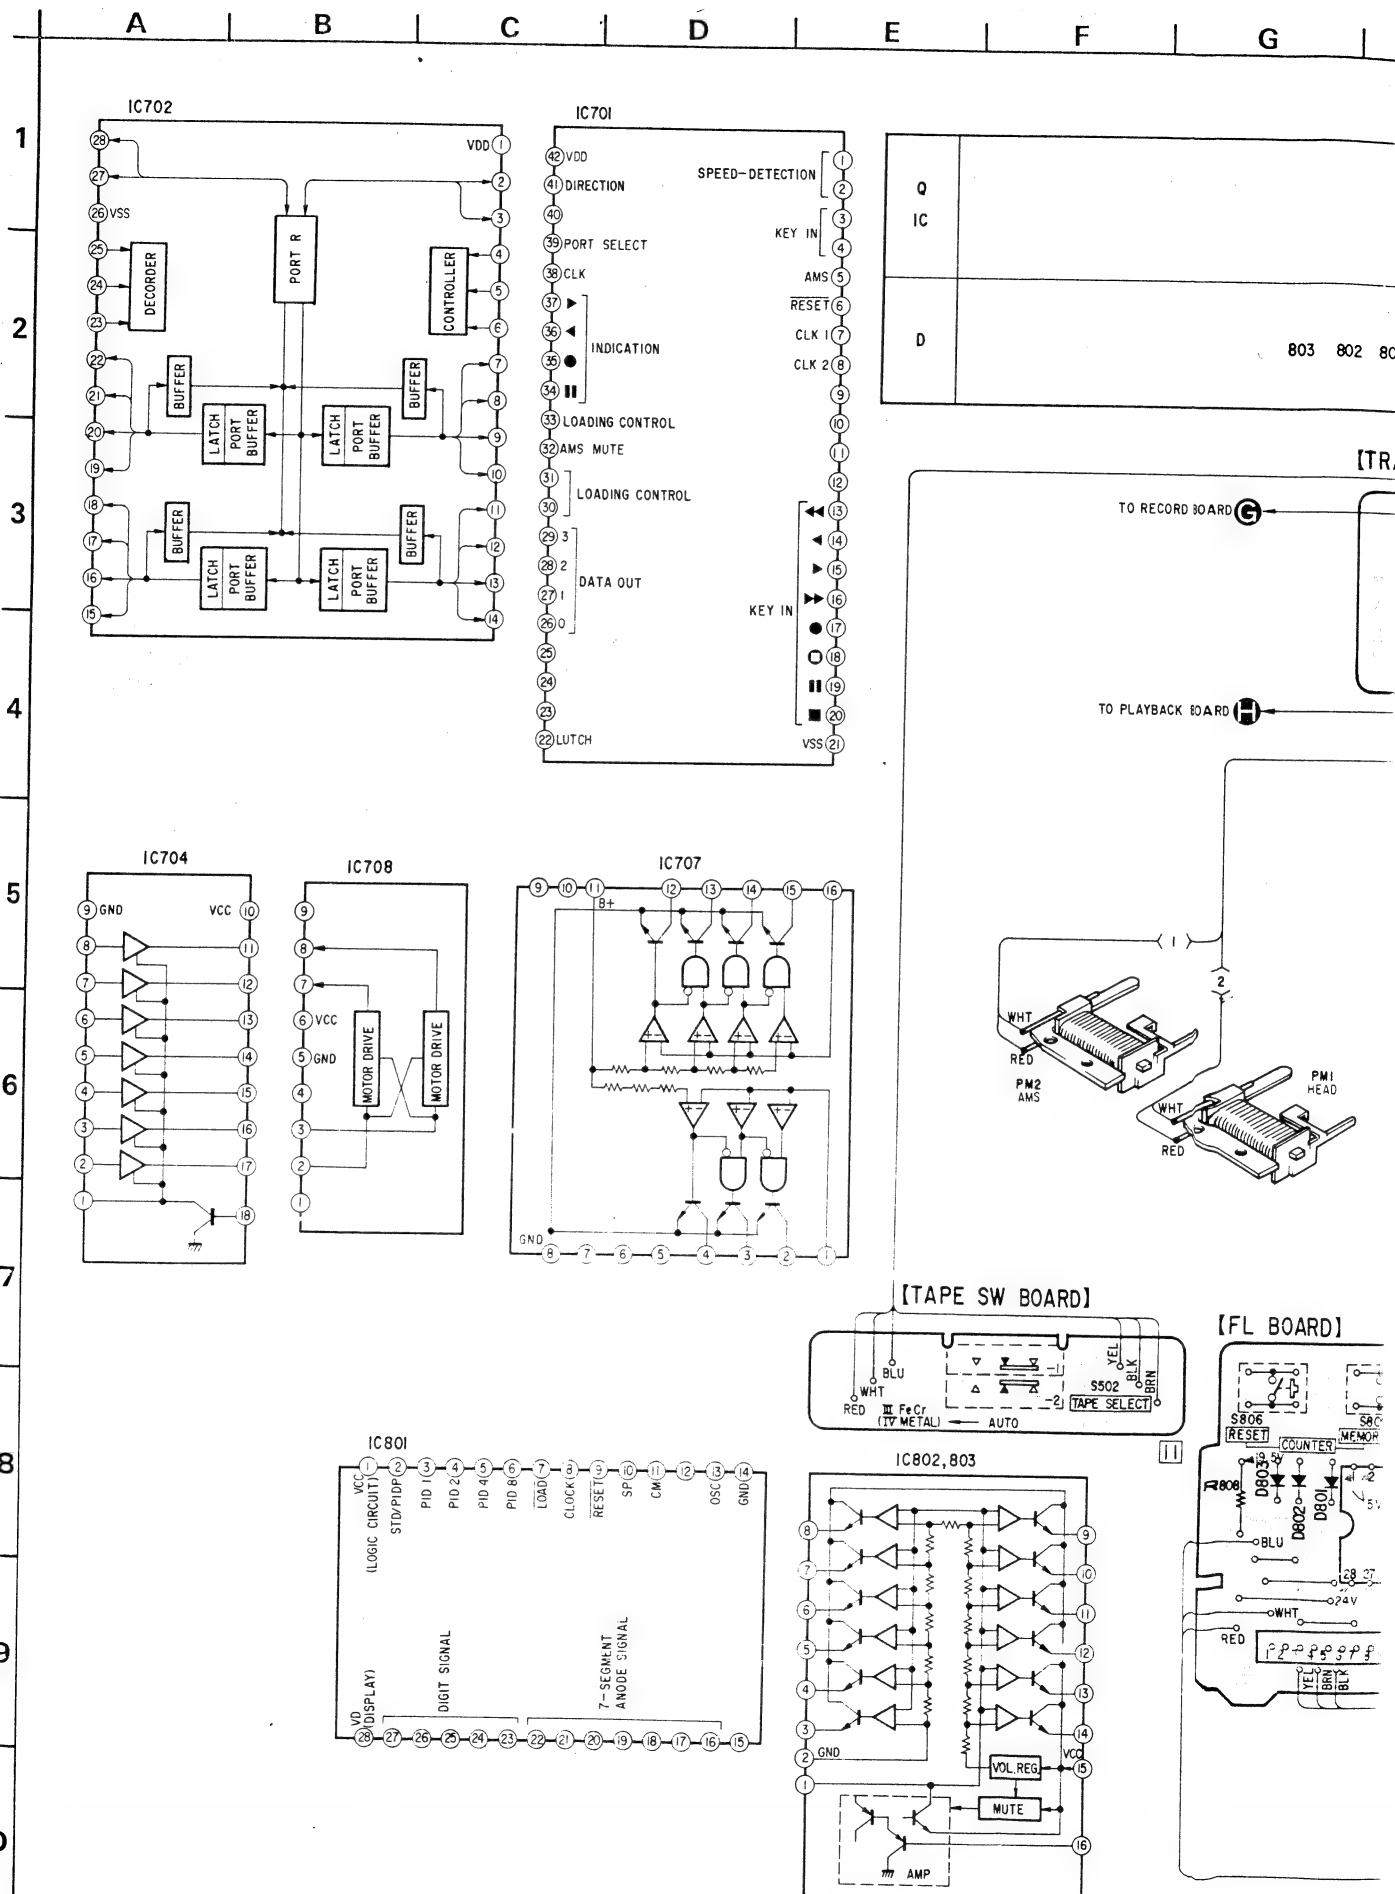 A B C D E F G
1
2
3
4
5
6
7
8
9
IC702
28
27
26 VSS
25
24
23
22
21
20
19
18
17
16
15
VDD 1
2
3
4
5
6
7
8
9
10
11
12
13
14
PORT R
DECORDER
CONTROLLER
BUFFER
BUFFER
LATCH
PORT
BUFFER
LATCH
PORT
BUFFER
BUFFER
BUFFER
LATCH
PORT
BUFFER
LATCH
PORT
BUFFER
IC701
42 VDD
41 DIRECTION
40
39 PORT SELECT
38 CLK
37 ▶
36 ◀
35 ●
34 ▮▮
INDICATION
33 LOADING CONTROL
32 AMS MUTE
31
30
LOADING CONTROL
29 3
28 2
27 1
26 0
DATA OUT
25
24
23
22 LUTCH
SPEED-DETECTION
1
2
KEY IN
3
4
AMS 5
RESET 6
CLK 1 7
CLK 2 8
9
10
11
12
KEY IN
◀◀ 13
◀ 14
▶ 15
▶▶ 16
● 17
18
▮▮ 19
■ 20
VSS 21
Q
IC
D
803 802 80
[TR
TO RECORD BOARD G
TO PLAYBACK BOARD H
IC704
9 GND
8
7
6
5
4
3
2
1
VCC 10
11
12
13
14
15
16
17
18
IC708
9
8
7
6 VCC
5 GND
4
3
2
1
MOTOR DRIVE
MOTOR DRIVE
IC707
9 10 11 12 13 14 15 16
B+
GND
8 7 6 5 4 3 2 1
1
2
WHT
RED
PM2
AMS
WHT
RED
PM1
HEAD
[TAPE SW BOARD]
BLU
WHT
RED
III FeCr
(IV METAL) ← AUTO
-1
-2
YEL
BLK
BRN
S502
TAPE SELECT
11
[FL BOARD]
S806
RESET
COUNTER
MEMOR
D803
D802
D801
BLU
28 27
24V
WHT
RED
YEL
BRN
BLK
IC801
1 2 3 4 5 6 7 8 9 10 11 12 13 14
VCC
(LOGIC CIRCUIT)
STD/PIDP
PID 1
PID 2
PID 4
PID 8
LOAD
CLOCK
RESET
SP
CM
OSC
GND
VD
(DISPLAY)
DIGIT SIGNAL
7-SEGMENT
ANODE SIGNAL
28 27 26 25 24 23 22 21 20 19 18 17 16 15
IC802,803
8
7
6
5
4
3
2 GND
1
9
10
11
12
13
14
VCC
15
16
VOL.REG.
MUTE
AMP